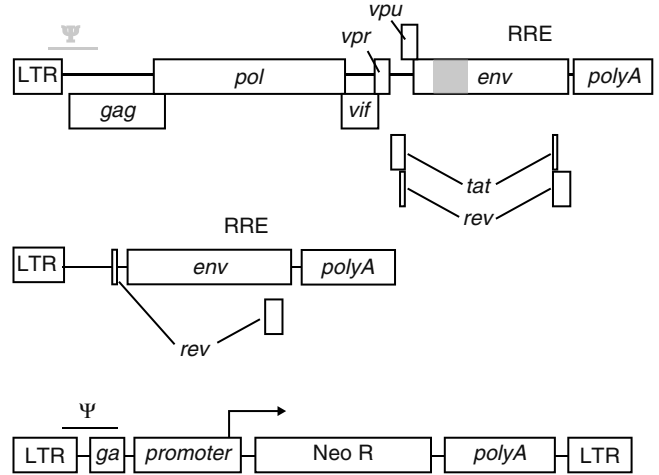 vpu
Ψ RRE
vpr
LTR pol env polyA
gag vif
tat
rev
RRE
LTR env polyA
rev
Ψ
LTR ga promoter Neo R polyA LTR